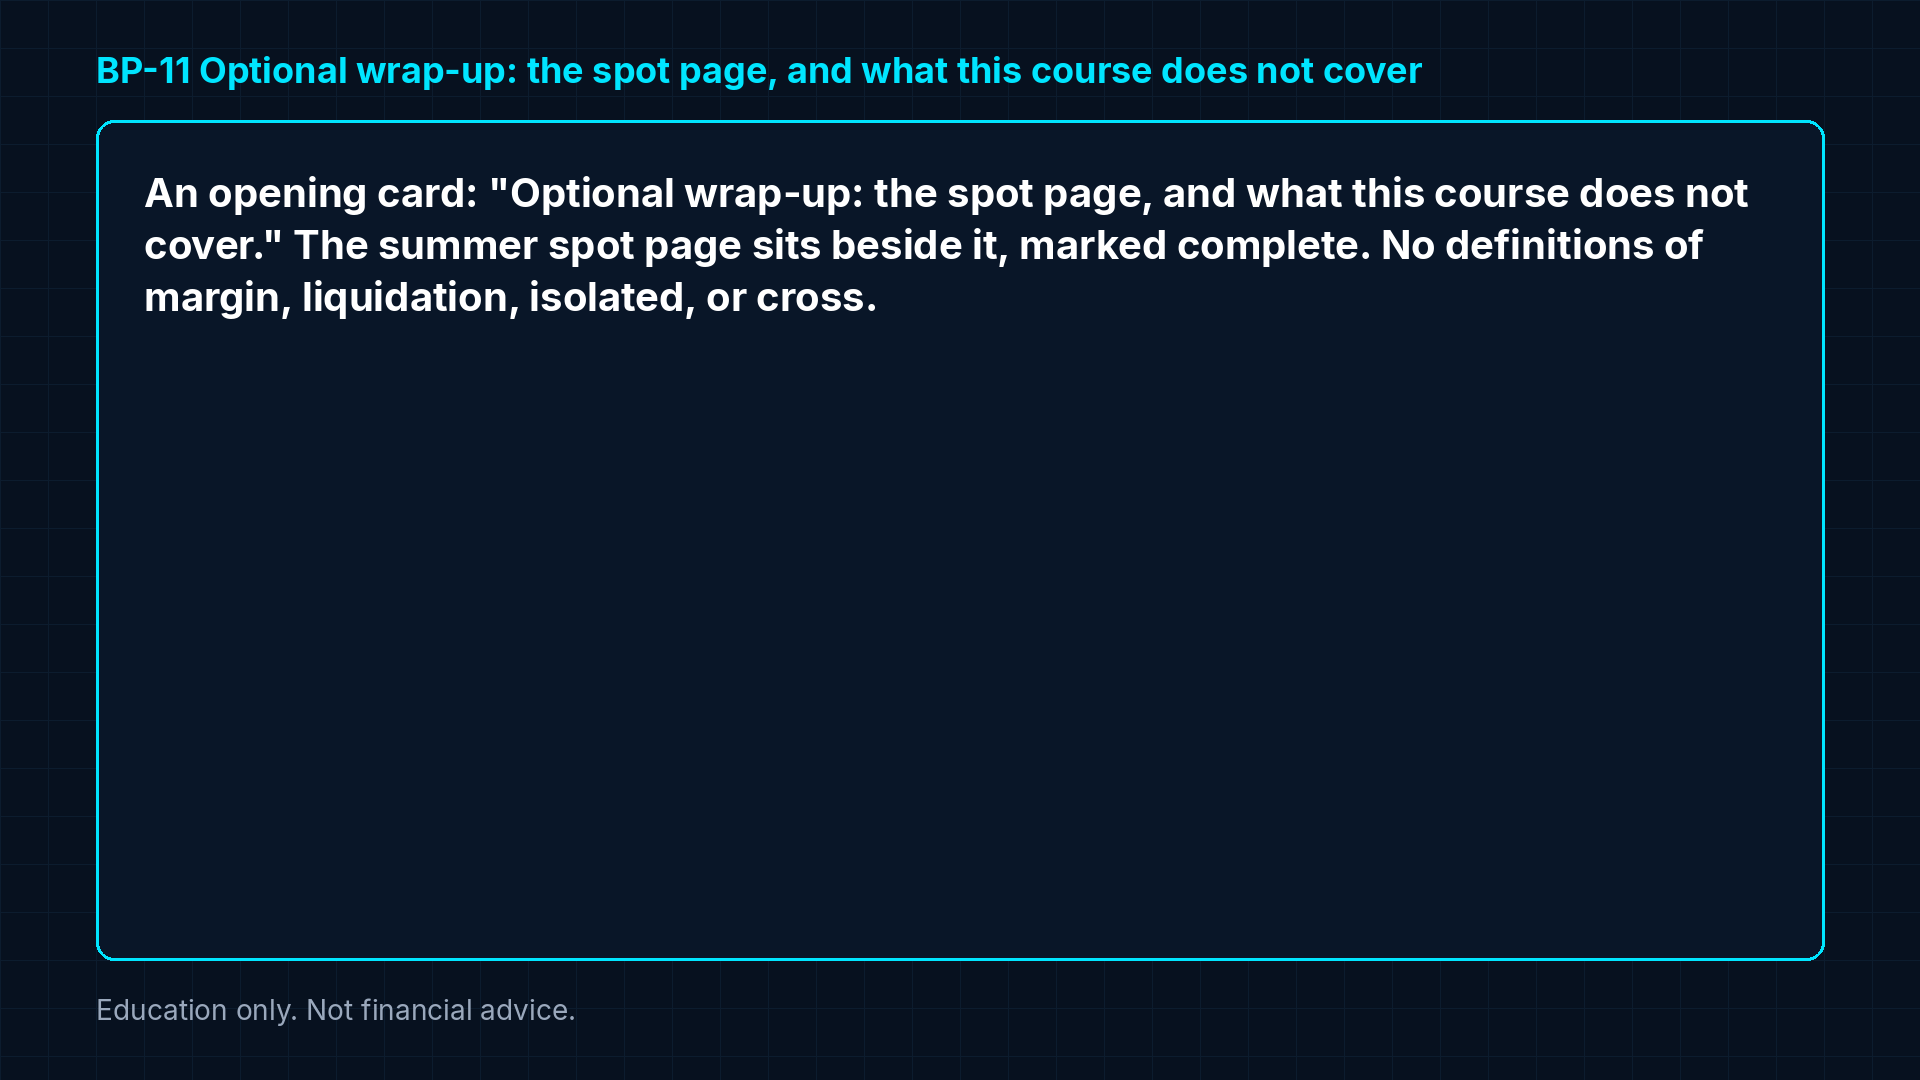 BP-11 Optional wrap-up: the spot page, and what this course does not cover
An opening card: "Optional wrap-up: the spot page, and what this course does not
cover." The summer spot page sits beside it, marked complete. No definitions of
margin, liquidation, isolated, or cross.
Education only. Not financial advice.